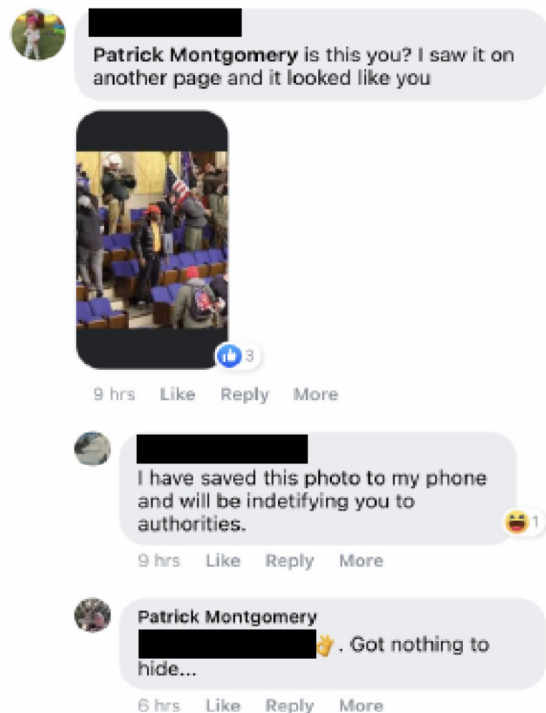 Patrick Montgomery is this you? I saw it on
another page and it looked like you
3
9 hrs Like Reply More
I have saved this photo to my phone
and will be indetifying you to
authorities.
1
9 hrs Like Reply More
Patrick Montgomery
👌. Got nothing to
hide...
6 hrs Like Reply More